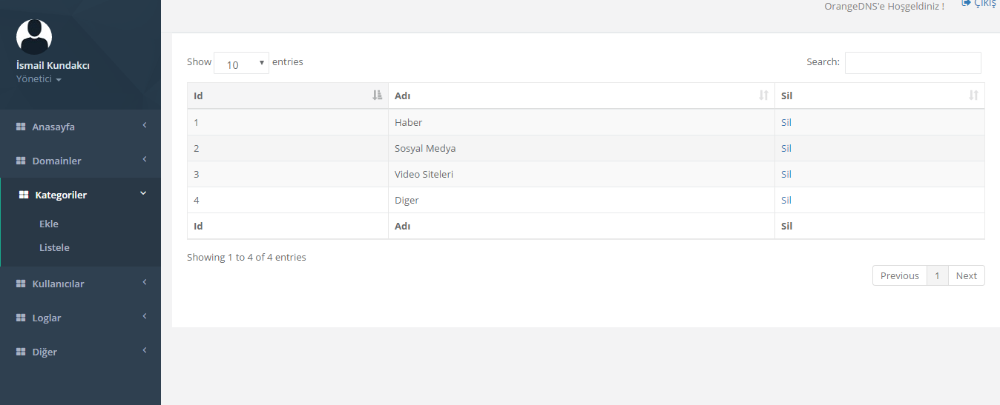 OrangeDNS'e Hoşgeldiniz ! Çıkış
İsmail Kundakcı
Yönetici
Anasayfa
Domainler
Kategoriler
Ekle
Listele
Kullanıcılar
Loglar
Diğer
Show 10 entries Search:
Id Adı Sil
1 Haber Sil
2 Sosyal Medya Sil
3 Video Siteleri Sil
4 Diger Sil
Id Adı Sil
Showing 1 to 4 of 4 entries
Previous 1 Next